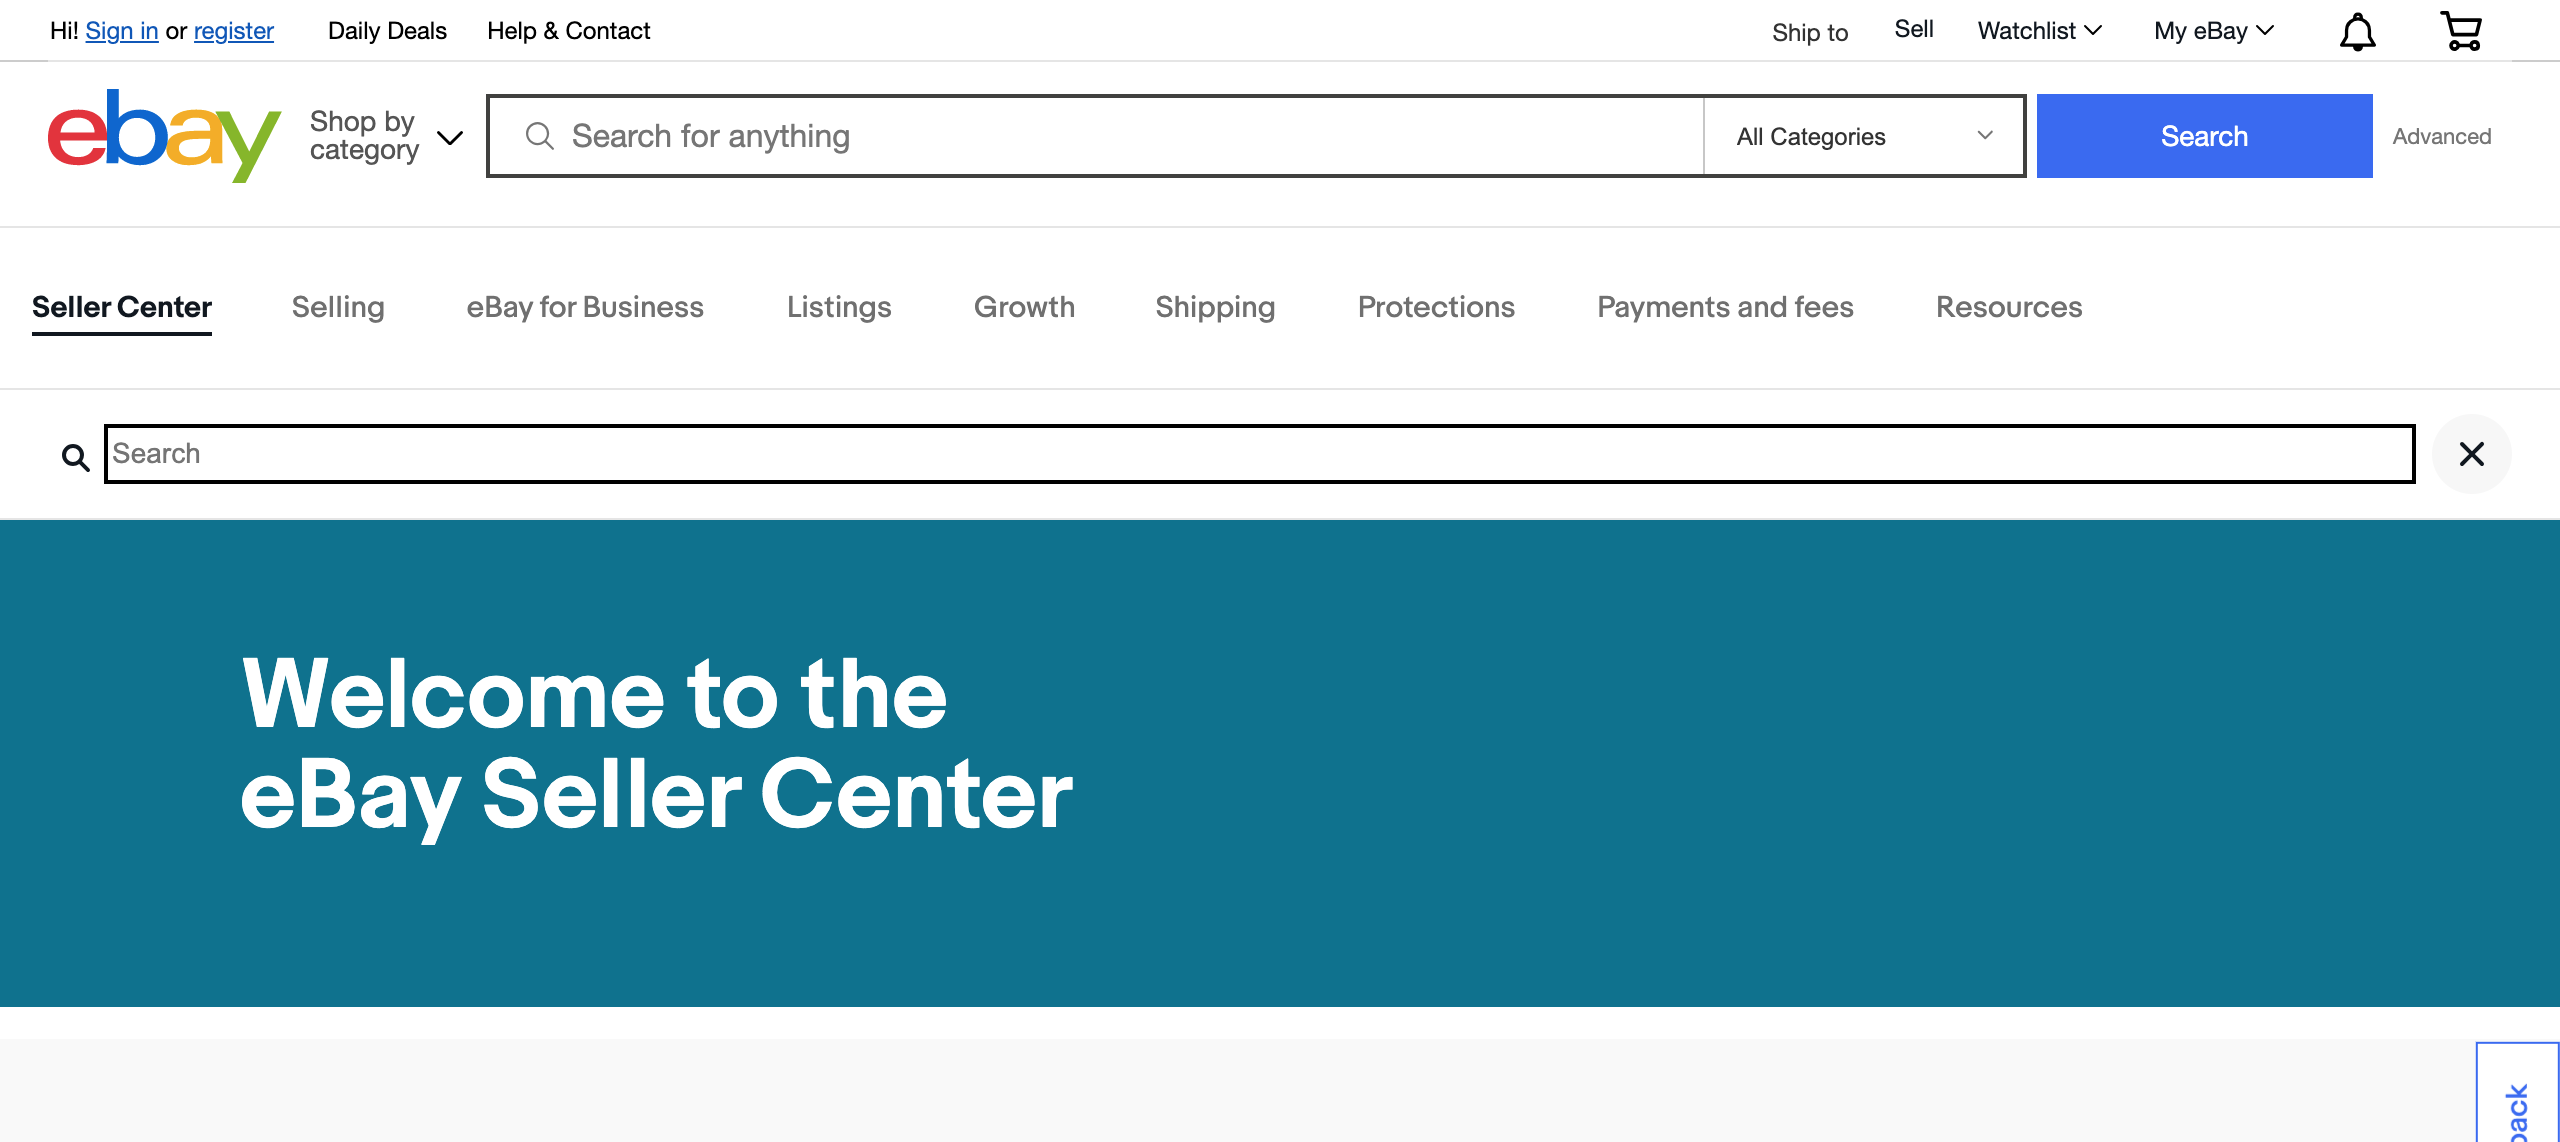 Hi! Sign in or register Daily Deals Help & Contact Ship to Sell Watchlist My eBay
ebay Shop by category Search for anything All Categories Search Advanced
Seller Center Selling eBay for Business Listings Growth Shipping Protections Payments and fees Resources
Search
Welcome to the
eBay Seller Center